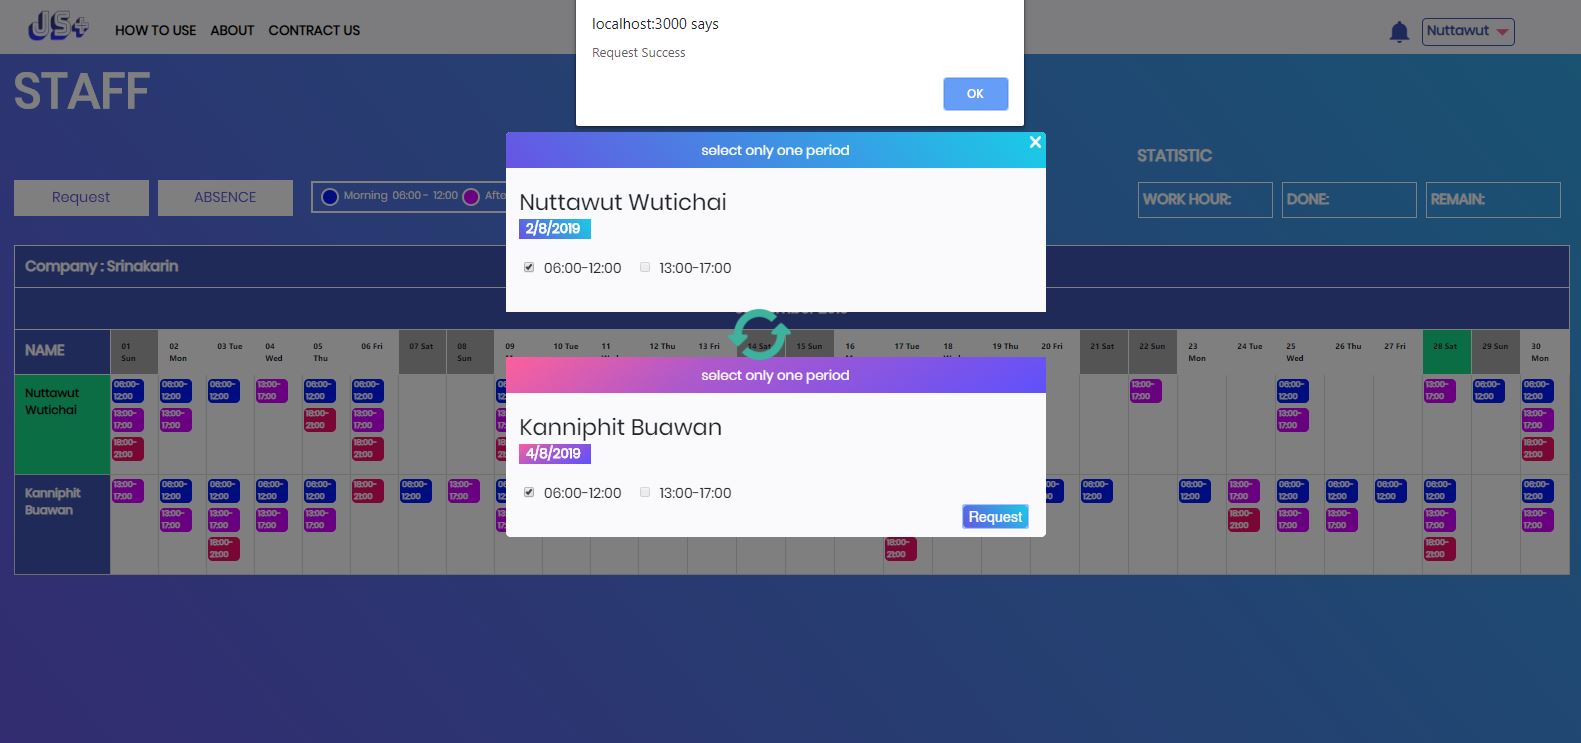 JS+ HOW TO USE ABOUT CONTRACT US
Nuttawut
localhost:3000 says
Request Success
OK
STAFF
select only one period
STATISTIC
Request ABSENCE
Morning 06:00 - 12:00 Afte
WORK HOUR: DONE: REMAIN:
Nuttawut Wutichai
2/8/2019
06:00-12:00 13:00-17:00
Company : Srinakarin
NAME
01 Sun
02 Mon
03 Tue
04 Wed
05 Thu
06 Fri
07 Sat
08 Sun
09
10 Tue
11
12 Thu
13 Fri
14 Sat
15 Sun
16
17 Tue
18
19 Thu
20 Fri
21 Sat
22 Sun
23 Mon
24 Tue
25 Wed
26 Thu
27 Fri
28 Sat
29 Sun
30 Mon
select only one period
Kanniphit Buawan
4/8/2019
06:00-12:00 13:00-17:00
Request
Nuttawut
Wutichai
06:00-12:00 06:00-12:00 06:00-12:00 13:00-17:00 06:00-12:00 06:00-12:00 13:00-17:00 06:00-12:00 13:00-17:00 06:00-12:00 06:00-12:00
13:00-17:00 13:00-17:00 18:00-21:00 13:00-17:00 13:00-17:00 13:00-17:00
18:00-21:00 18:00-21:00 18:00-21:00
Kanniphit
Buawan
13:00-17:00 06:00-12:00 06:00-12:00 06:00-12:00 06:00-12:00 18:00-21:00 06:00-12:00 13:00-17:00 06:00-12:00 06:00-12:00 13:00-17:00 06:00-12:00 06:00-12:00 06:00-12:00 06:00-12:00 06:00-12:00
13:00-17:00 13:00-17:00 13:00-17:00 13:00-17:00 18:00-21:00 13:00-17:00 13:00-17:00 13:00-17:00 13:00-17:00
18:00-21:00 18:00-21:00 18:00-21:00